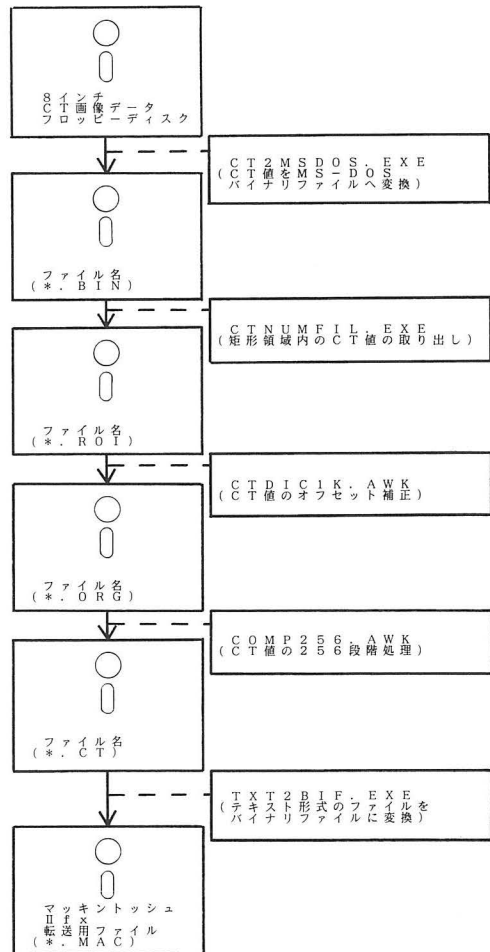 8インチ
CT画像データ
フロッピーディスク
CT2MSDOS.EXE
(CT値をMS-DOS
バイナリファイルへ変換)
ファイル名
(*.BIN)
CTNUMFIL.EXE
(矩形領域内のCT値の取り出し)
ファイル名
(*.ROI)
CTDIC1K.AWK
(CT値のオフセット補正)
ファイル名
(*.ORG)
COMP256.AWK
(CT値の256段階処理)
ファイル名
(*.CT)
TXT2BIF.EXE
(テキスト形式のファイルを
バイナリファイルに変換)
マッキントッシュ
Ⅱfx
転送用ファイル
(*.MAC)